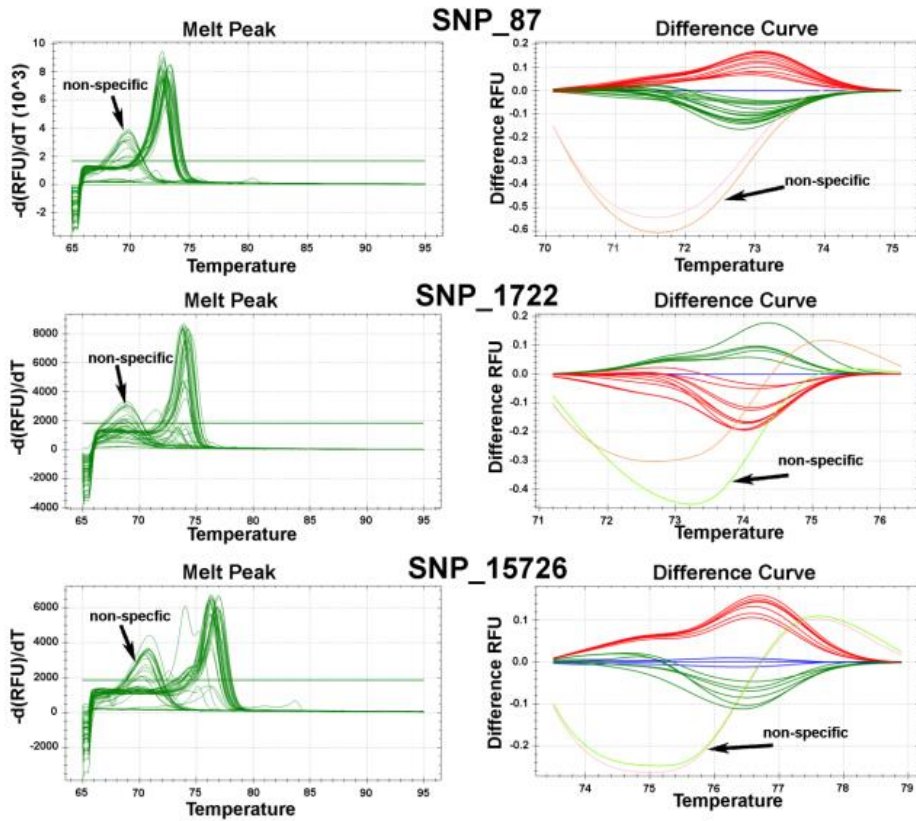 SNP_87
Melt Peak
Difference Curve
-d(RFU)/dT (10^3)
10
8
6
4
2
0
-2
non-specific
65 70 75 80 85 90 95
Temperature
Difference RFU
0.2
0.1
0.0
-0.1
-0.2
-0.3
-0.4
-0.5
-0.6
non-specific
70 71 72 73 74 75
Temperature
SNP_1722
Melt Peak
Difference Curve
-d(RFU)/dT
8000
6000
4000
2000
0
-2000
-4000
non-specific
65 70 75 80 85 90 95
Temperature
Difference RFU
0.2
0.1
0.0
-0.1
-0.2
-0.3
-0.4
non-specific
71 72 73 74 75 76
Temperature
SNP_15726
Melt Peak
Difference Curve
-d(RFU)/dT
6000
4000
2000
0
-2000
non-specfic
65 70 75 80 85 90 95
Temperature
Difference RFU
0.1
0.0
-0.1
-0.2
non-specific
74 75 76 77 78 79
Temperature